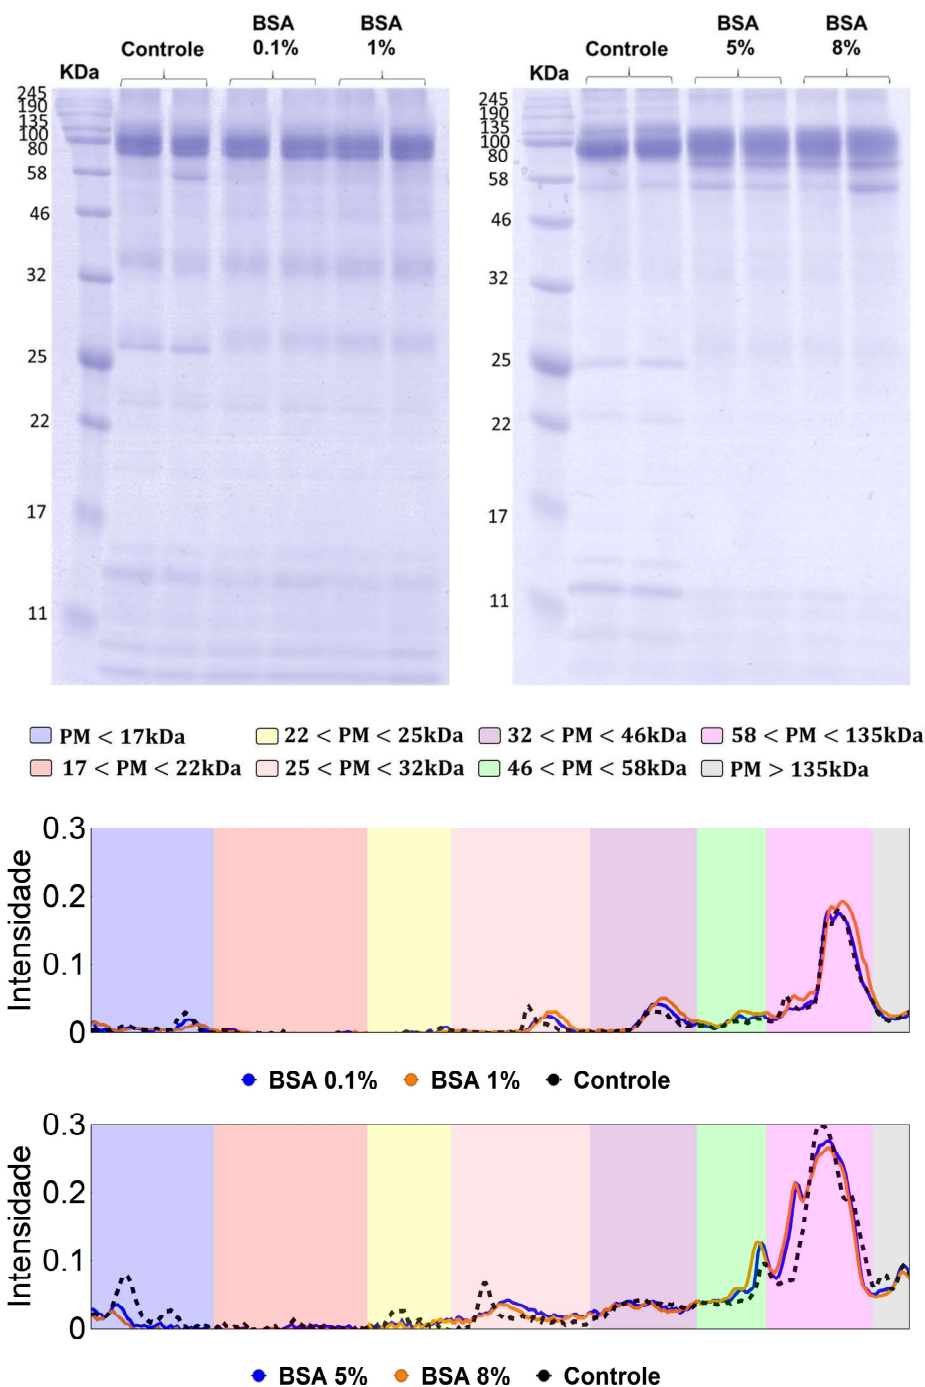 BSA BSA
Controle 0.1% 1%
KDa
245
190
135
100
80
58
46
32
25
22
17
11
BSA BSA
Controle 5% 8%
KDa
245
190
135
100
80
58
46
32
25
22
17
11
PM < 17kDa 22 < PM < 25kDa 32 < PM < 46kDa 58 < PM < 135kDa
17 < PM < 22kDa 25 < PM < 32kDa 46 < PM < 58kDa PM > 135kDa
Intensidade
0.3
0.2
0.1
0
BSA 0.1% BSA 1% Controle
Intensidade
0.3
0.2
0.1
0
BSA 5% BSA 8% Controle